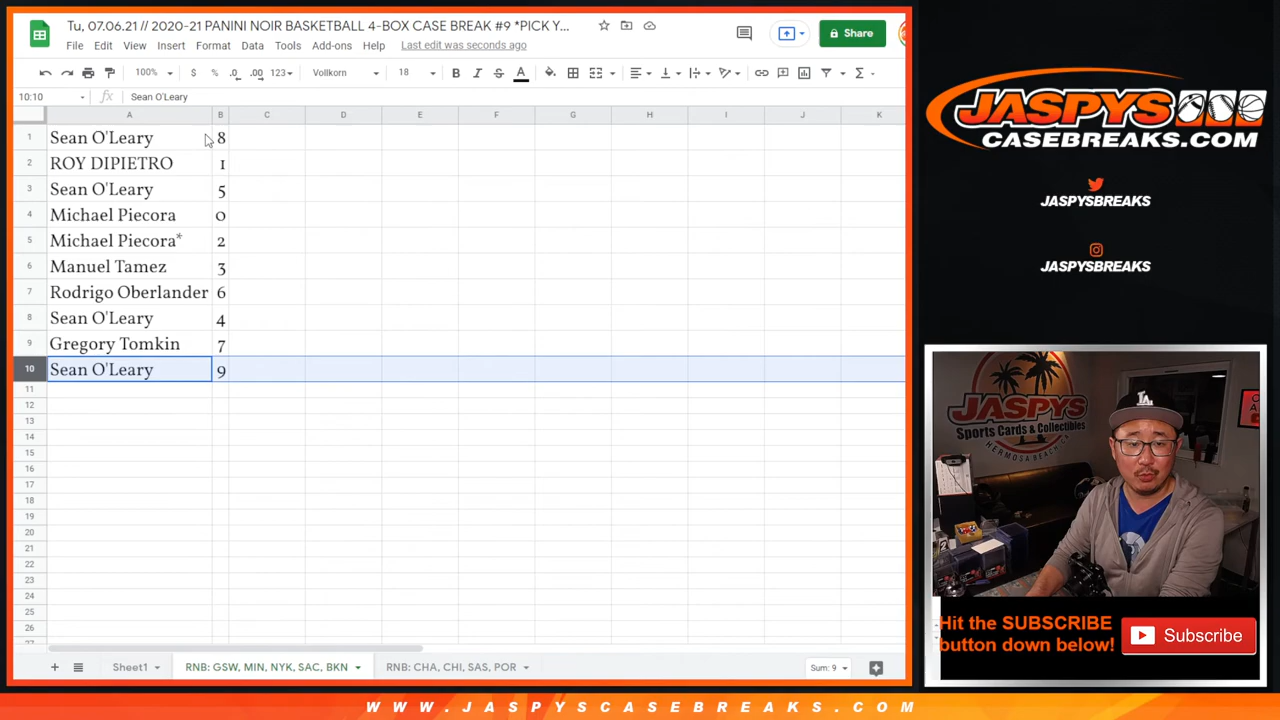 Tu, 07.06.21 // 2020-21 PANINI NOIR BASKETBALL 4-BOX CASE BREAK #9 *PICK Y...
File Edit View Insert Format Data Tools Add-ons Help Last edit was seconds ago
Share
100% $ % .0 .00 123 Vollkorn 18 B I S A
10:10 fx Sean O'Leary
A B C D E F G H I J K
1 Sean O'Leary 8
2 ROY DIPIETRO 1
3 Sean O'Leary 5
4 Michael Piecora 0
5 Michael Piecora* 2
6 Manuel Tamez 3
7 Rodrigo Oberlander 6
8 Sean O'Leary 4
9 Gregory Tomkin 7
10 Sean O'Leary 9
11
12
13
14
15
16
17
18
19
20
21
22
23
24
25
26
27
Sheet1 RNB: GSW, MIN, NYK, SAC, BKN RNB: CHA, CHI, SAS, POR Sum: 9
JASPYS
CASEBREAKS.COM
JASPYSBREAKS
JASPYSBREAKS
JASPYS
Sports Cards & Collectibles
HERMOSA BEACH
LA
Hit the SUBSCRIBE
button down below!
Subscribe
WWW.JASPYSCASEBREAKS.COM